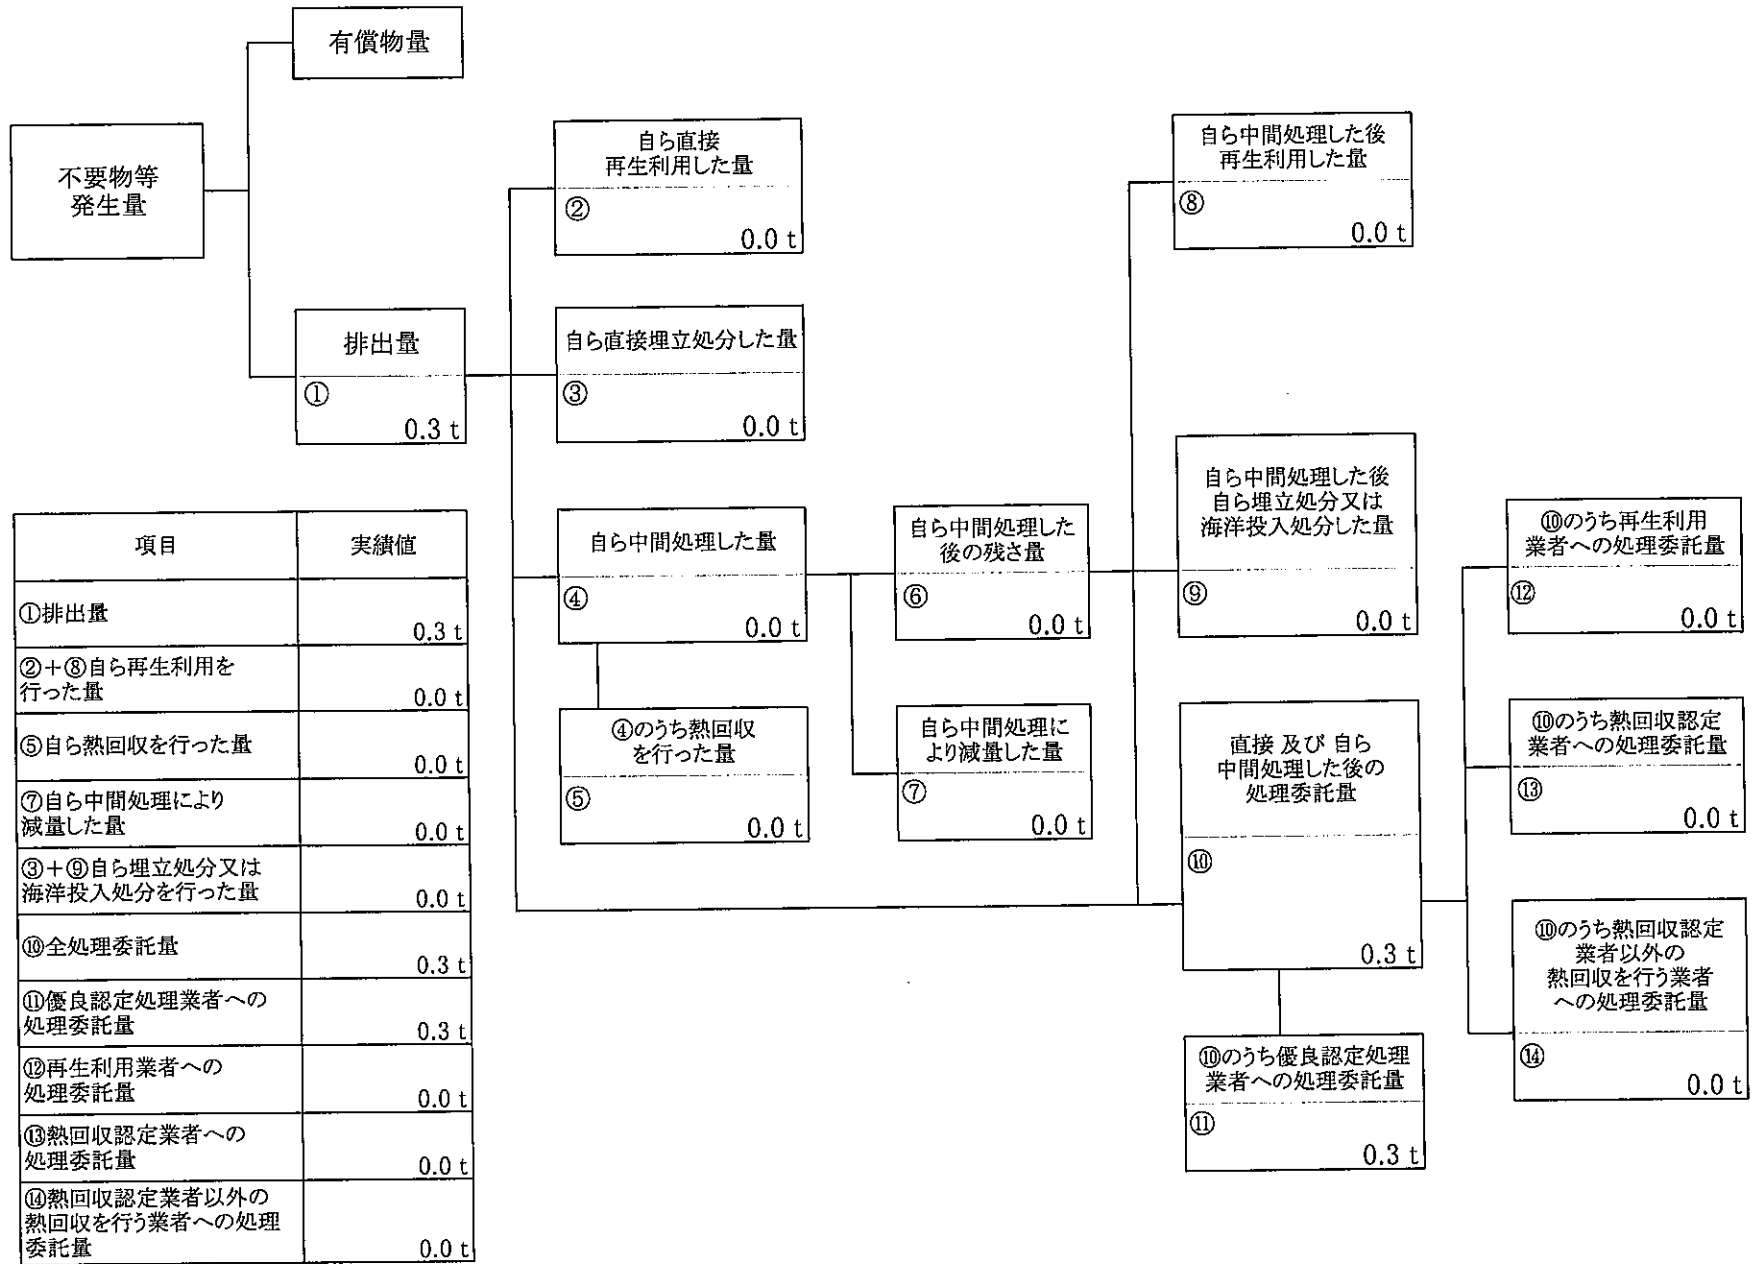 有償物量
不要物等
発生量
排出量
①
0.3 t
自ら直接
再生利用した量
②
0.0 t
自ら直接埋立処分した量
③
0.0 t
自ら中間処理した量
④
0.0 t
④のうち熱回収
を行った量
⑤
0.0 t
自ら中間処理した
後の残さ量
⑥
0.0 t
自ら中間処理に
より減量した量
⑦
0.0 t
自ら中間処理した後
再生利用した量
⑧
0.0 t
自ら中間処理した後
自ら埋立処分又は
海洋投入処分した量
⑨
0.0 t
直接 及び 自ら
中間処理した後の
処理委託量
⑩
0.3 t
⑩のうち優良認定処理
業者への処理委託量
⑪
0.3 t
⑩のうち再生利用
業者への処理委託量
⑫
0.0 t
⑩のうち熱回収認定
業者への処理委託量
⑬
0.0 t
⑩のうち熱回収認定
業者以外の
熱回収を行う業者
への処理委託量
⑭
0.0 t
項目 実績値
①排出量
0.3 t
②+⑧自ら再生利用を
行った量
0.0 t
⑤自ら熱回収を行った量
0.0 t
⑦自ら中間処理により
減量した量
0.0 t
③+⑨自ら埋立処分又は
海洋投入処分を行った量
0.0 t
⑩全処理委託量
0.3 t
⑪優良認定処理業者への
処理委託量
0.3 t
⑫再生利用業者への
処理委託量
0.0 t
⑬熱回収認定業者への
処理委託量
0.0 t
⑭熱回収認定業者以外の
熱回収を行う業者への処理
委託量
0.0 t